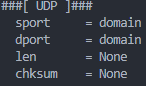 ###[ UDP ]###
  sport     = domain
  dport     = domain
  len       = None
  chksum    = None